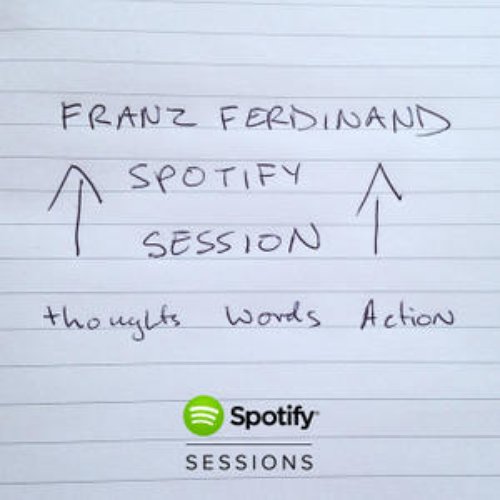 FRANZ FERDINAND
SPOTIFY
SESSION
thoughts Words Action
Spotify
SESSIONS